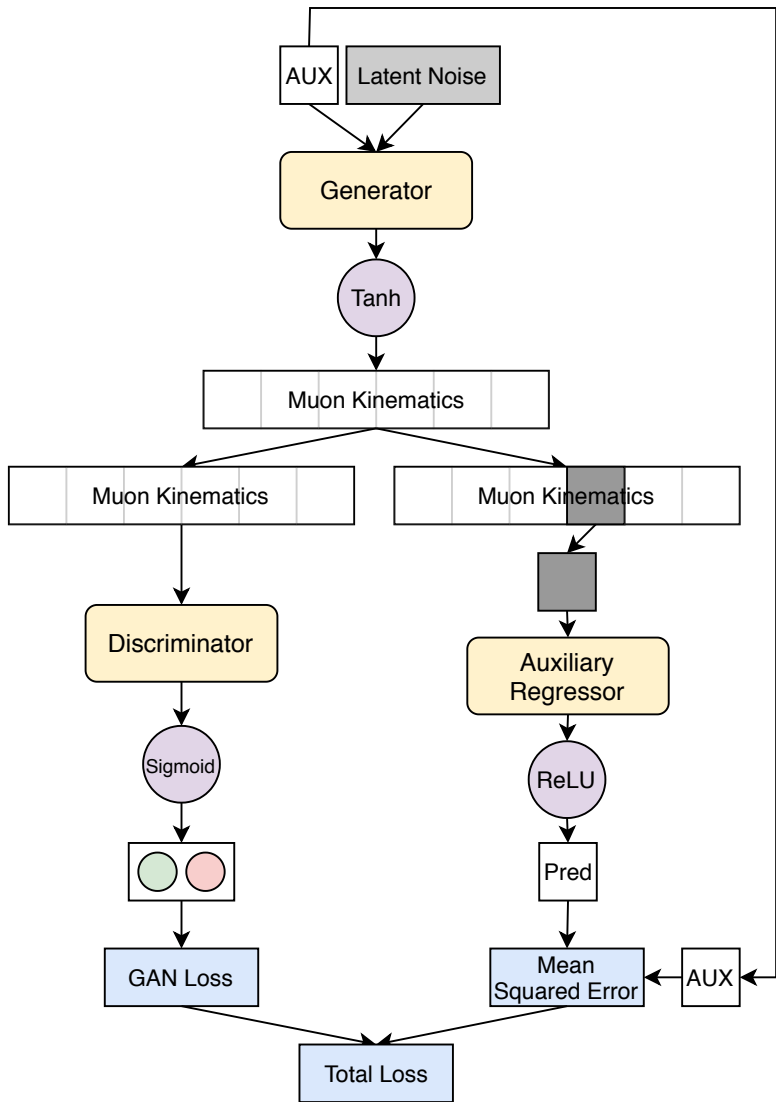 AUX
Latent Noise
Generator
Tanh
Muon Kinematics
Muon Kinematics
Muon Kinematics
Discriminator
Auxiliary
Regressor
Sigmoid
ReLU
Pred
GAN Loss
Mean
Squared Error
AUX
Total Loss